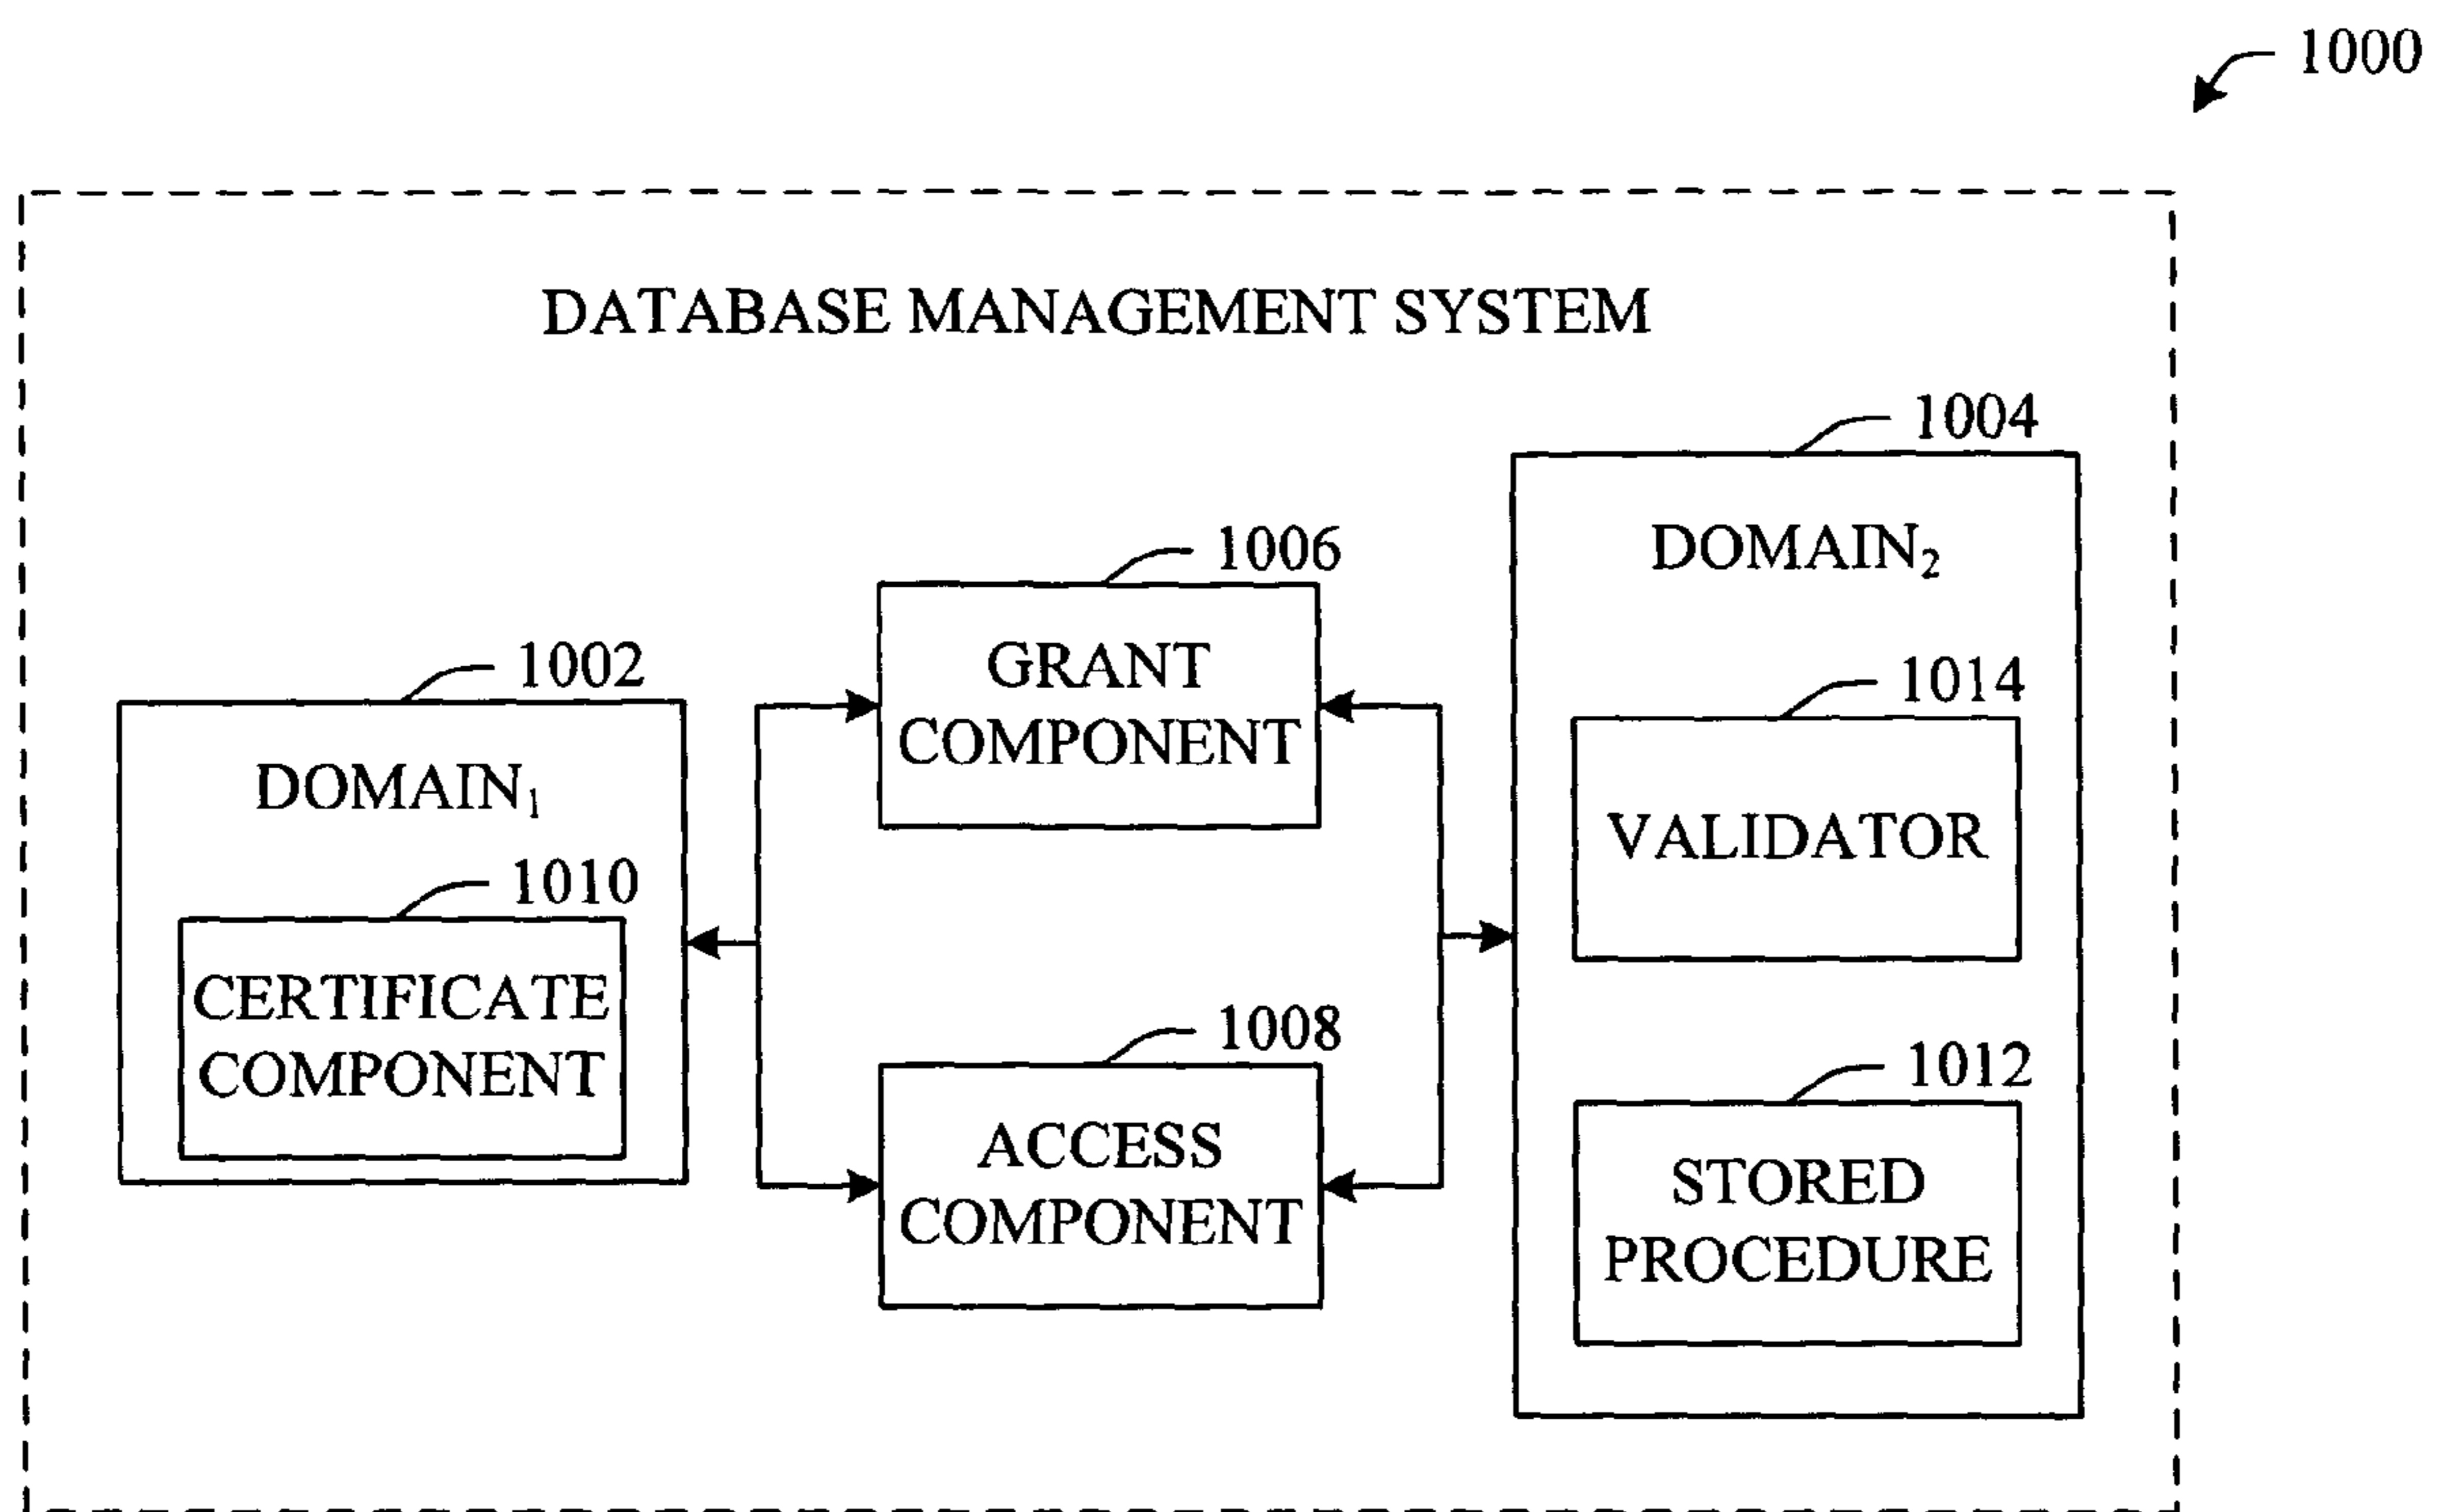 1000
DATABASE MANAGEMENT SYSTEM
1004
DOMAIN₂
1006
GRANT
COMPONENT
1002
DOMAIN₁
1014
VALIDATOR
1010
CERTIFICATE
COMPONENT
1008
ACCESS
COMPONENT
1012
STORED
PROCEDURE